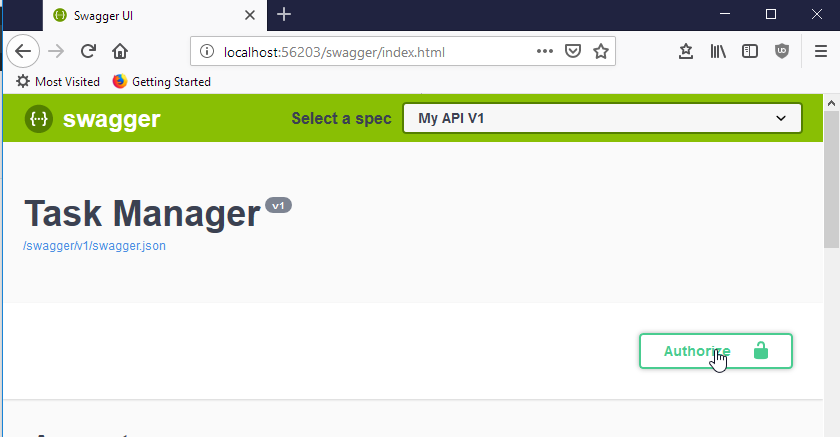 Swagger UI
localhost:56203/swagger/index.html
Most Visited Getting Started
swagger Select a spec My API V1
Task Manager v1
/swagger/v1/swagger.json
Authorize